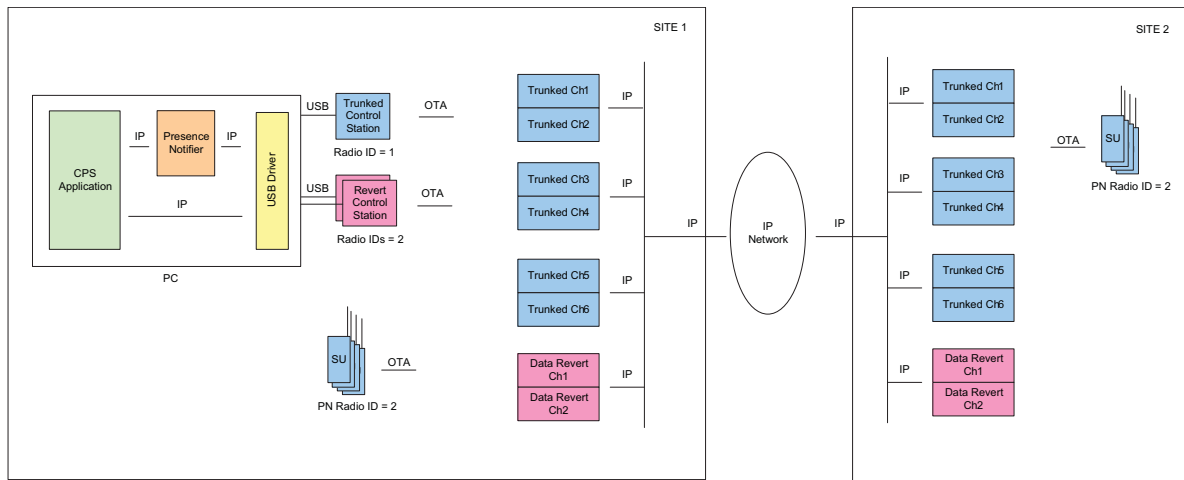 SITE 1
SITE 2
CPS
Application
IP
Presence
Notifier
IP
IP
USB Driver
PC
USB
Trunked
Control
Station
Radio ID = 1
OTA
USB
Revert
Control
Station
Radio IDs = 2
OTA
SU
OTA
PN Radio ID = 2
Trunked Ch1
Trunked Ch2
IP
Trunked Ch3
Trunked Ch4
IP
Trunked Ch5
Trunked Ch6
IP
Data Revert
Ch1
Data Revert
Ch2
IP
IP
IP
Network
IP
IP
Trunked Ch1
Trunked Ch2
IP
Trunked Ch3
Trunked Ch4
IP
Trunked Ch5
Trunked Ch6
IP
Data Revert
Ch1
Data Revert
Ch2
OTA
SU
PN Radio ID = 2